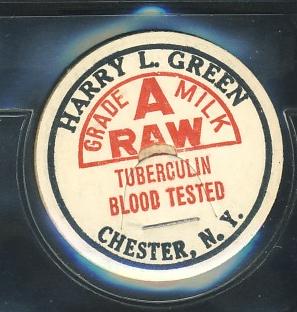 HARRY L. GREEN
GRADE A MILK
RAW
TUBERCULIN
BLOOD TESTED
CHESTER, N. Y.